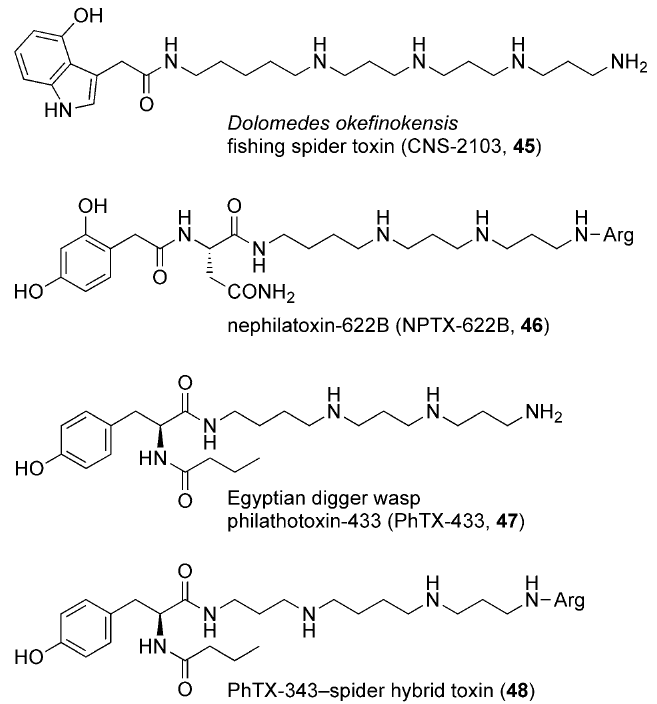 OH
H H H H
N N N N NH₂
O
HN
Dolomedes okefinokensis
fishing spider toxin (CNS-2103, 45)
OH
H O H H H
N N N N–Arg
O N
H
HO
CONH₂
nephilatoxin-622B (NPTX-622B, 46)
O H H
N N NH₂
N
H
HO HN
O
Egyptian digger wasp
philathotoxin-433 (PhTX-433, 47)
O H H
N N–Arg
N N
H H
HO HN
O
PhTX-343–spider hybrid toxin (48)